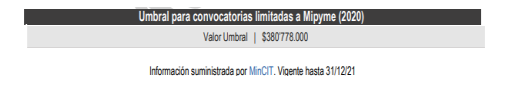 Umbral para convocatorias limitadas a Mipyme (2020)
Valor Umbral | $380'778.000
Información suministrada por MinCIT. Vigente hasta 31/12/21